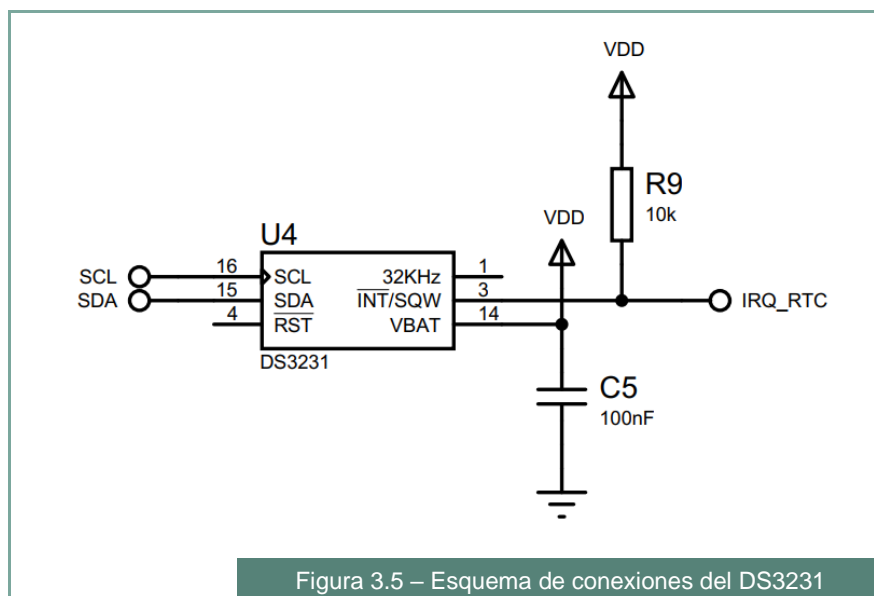 VDD
R9
10k
VDD
U4
SCL
16
SCL
32KHz
1
SDA
15
SDA
INT/SQW
3
IRQ_RTC
4
RST
VBAT
14
DS3231
C5
100nF
Figura 3.5 – Esquema de conexiones del DS3231